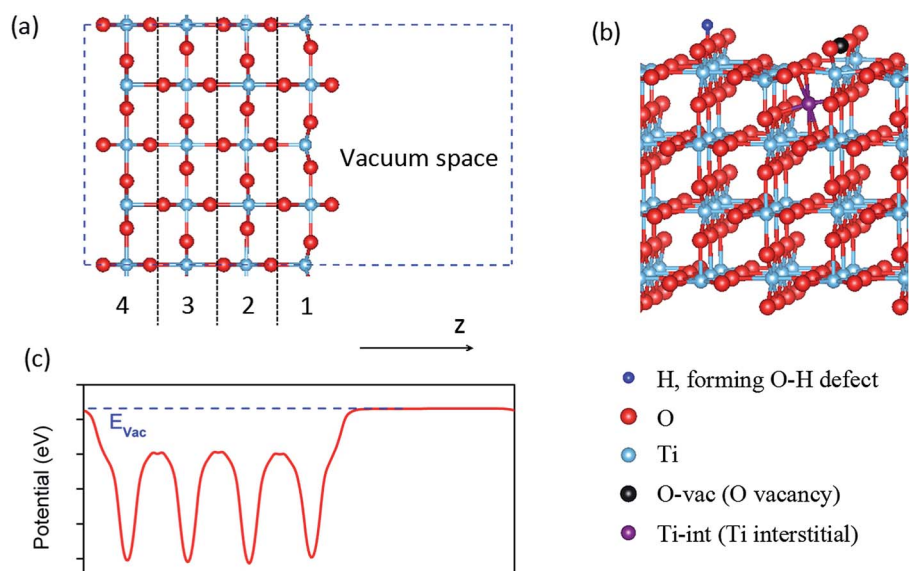 (a)
Vacuum space
4 3 2 1
z
(b)
H, forming O-H defect
O
Ti
O-vac (O vacancy)
Ti-int (Ti interstitial)
(c)
E_Vac
Potential (eV)